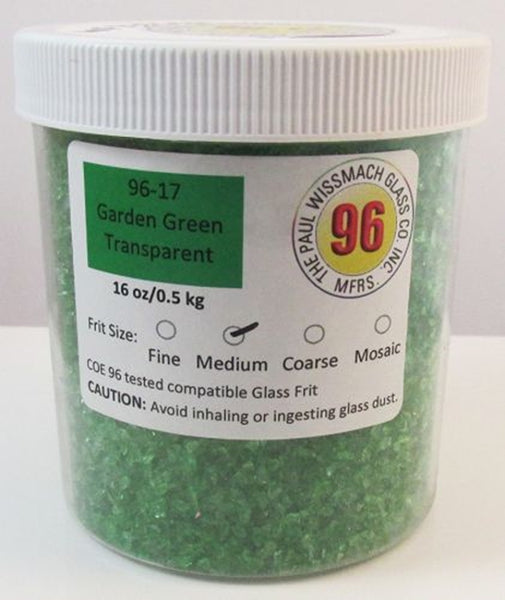 96-17
Garden Green
Transparent
16 oz/0.5 kg
THE PAUL WISSMACH GLASS CO. INC.
96
MFRS.
Frit Size:
Fine Medium Coarse Mosaic
COE 96 tested compatible Glass Frit
CAUTION: Avoid inhaling or ingesting glass dust.